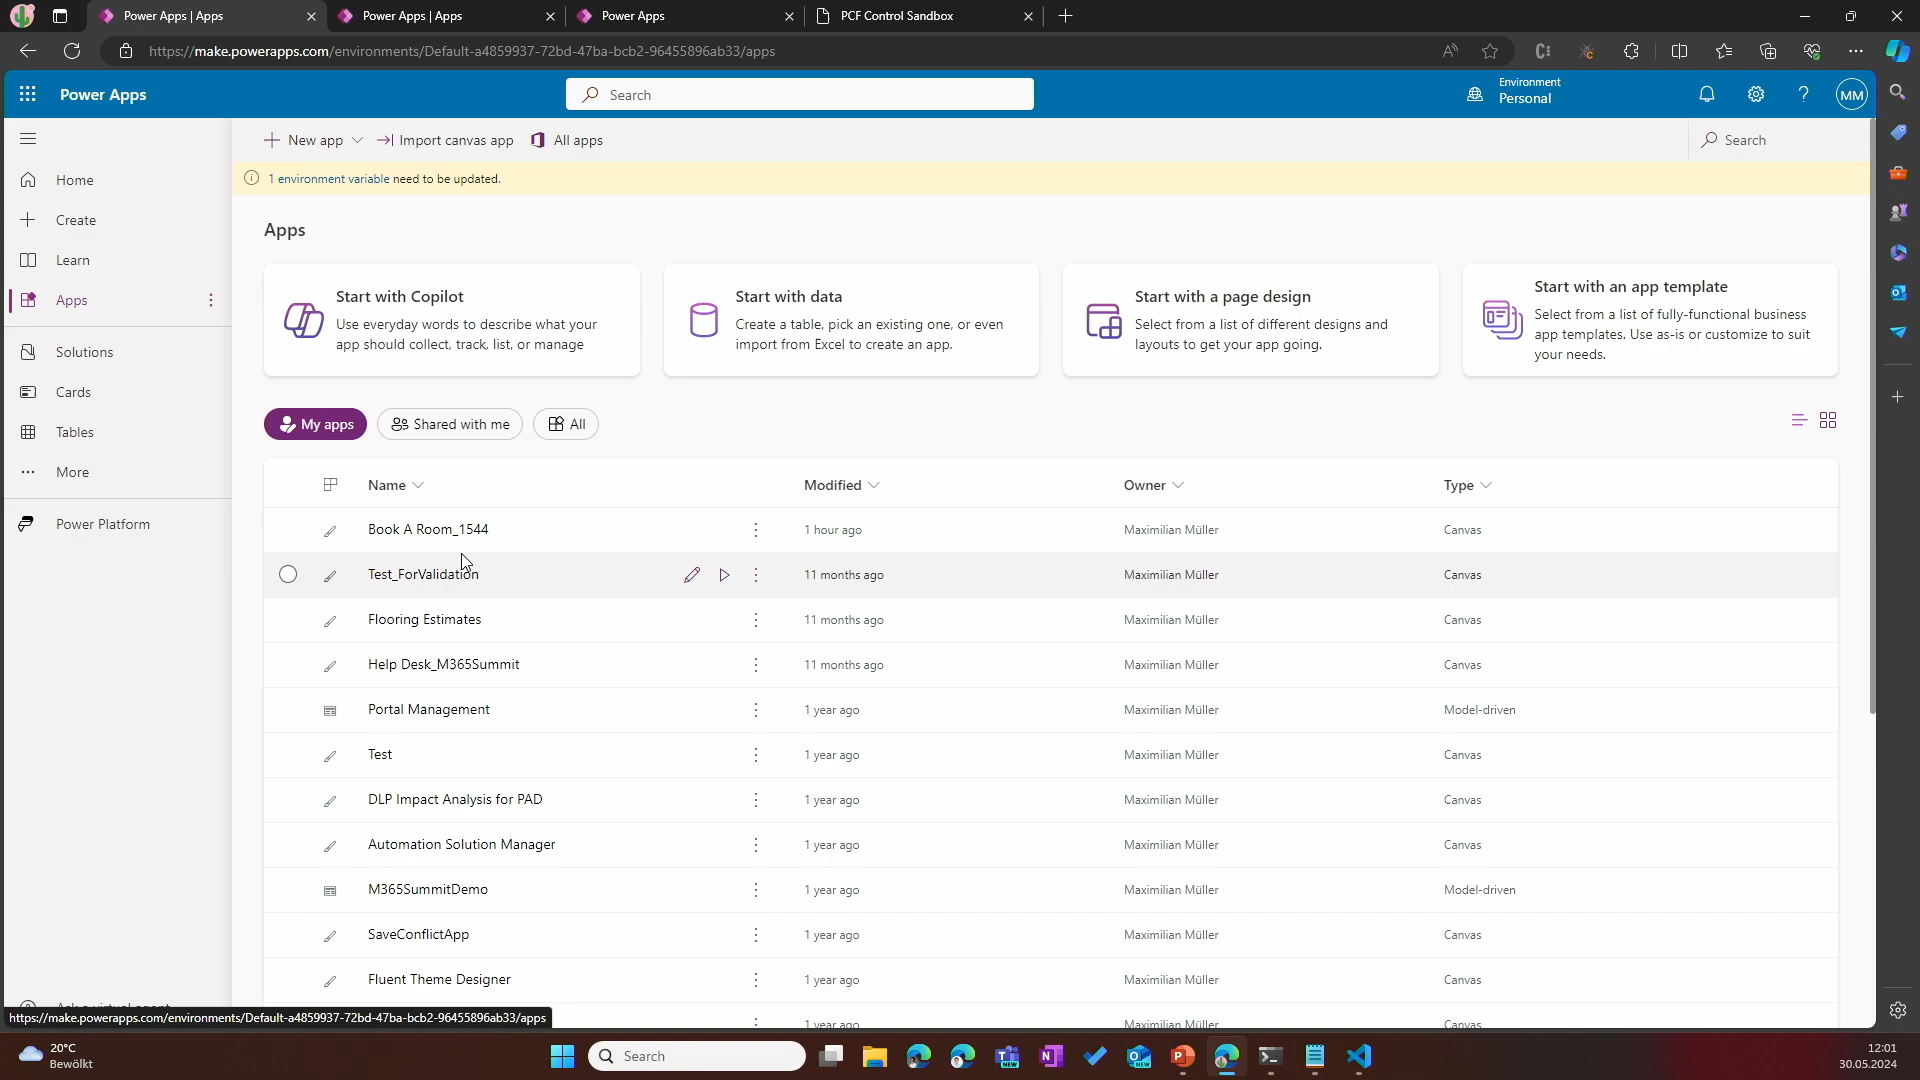 Power Apps | Apps
Power Apps | Apps
Power Apps
PCF Control Sandbox
https://make.powerapps.com/environments/Default-a4859937-72bd-47ba-bcb2-96455896ab33/apps
Power Apps
Search
Environment
Personal
MM
New app
Import canvas app
All apps
Search
1 environment variable need to be updated.
Home
Create
Learn
Apps
Solutions
Cards
Tables
More
Power Platform
Apps
Start with Copilot
Use everyday words to describe what your
app should collect, track, list, or manage
Start with data
Create a table, pick an existing one, or even
import from Excel to create an app.
Start with a page design
Select from a list of different designs and
layouts to get your app going.
Start with an app template
Select from a list of fully-functional business
app templates. Use as-is or customize to suit
your needs.
My apps
Shared with me
All
Name Modified Owner Type
Book A Room_1544 1 hour ago Maximilian Müller Canvas
Test_ForValidation 11 months ago Maximilian Müller Canvas
Flooring Estimates 11 months ago Maximilian Müller Canvas
Help Desk_M365Summit 11 months ago Maximilian Müller Canvas
Portal Management 1 year ago Maximilian Müller Model-driven
Test 1 year ago Maximilian Müller Canvas
DLP Impact Analysis for PAD 1 year ago Maximilian Müller Canvas
Automation Solution Manager 1 year ago Maximilian Müller Canvas
M365SummitDemo 1 year ago Maximilian Müller Model-driven
SaveConflictApp 1 year ago Maximilian Müller Canvas
Fluent Theme Designer 1 year ago Maximilian Müller Canvas
1 year ago Maximilian Müller Canvas
Ask a virtual agent
https://make.powerapps.com/environments/Default-a4859937-72bd-47ba-bcb2-96455896ab33/apps
20°C
Bewölkt
Search
12:01
30.05.2024